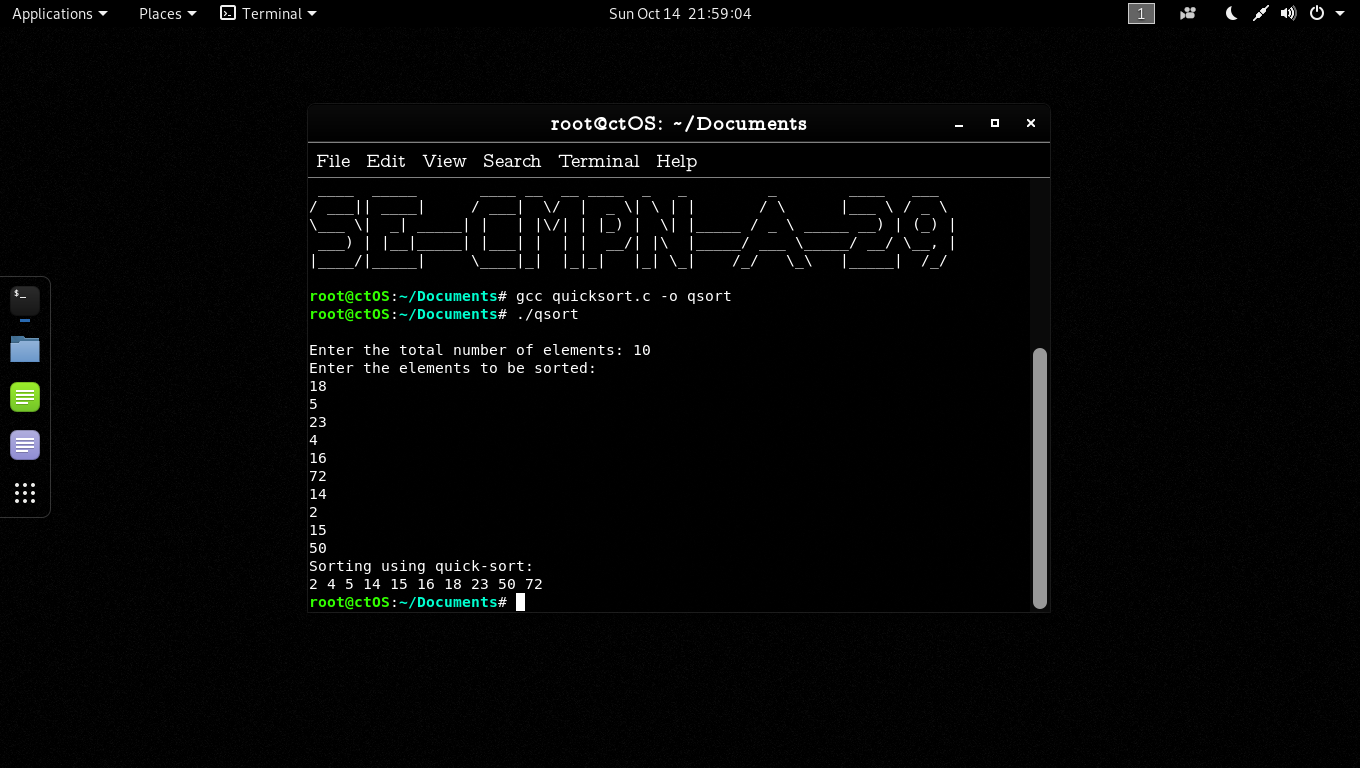 Applications Places Terminal Sun Oct 14 21:59:04 1
root@ctOS: ~/Documents
File Edit View Search Terminal Help
SE-CMPN-A-29
root@ctOS:~/Documents# gcc quicksort.c -o qsort
root@ctOS:~/Documents# ./qsort
Enter the total number of elements: 10
Enter the elements to be sorted:
18
5
23
4
16
72
14
2
15
50
Sorting using quick-sort:
2 4 5 14 15 16 18 23 50 72
root@ctOS:~/Documents#